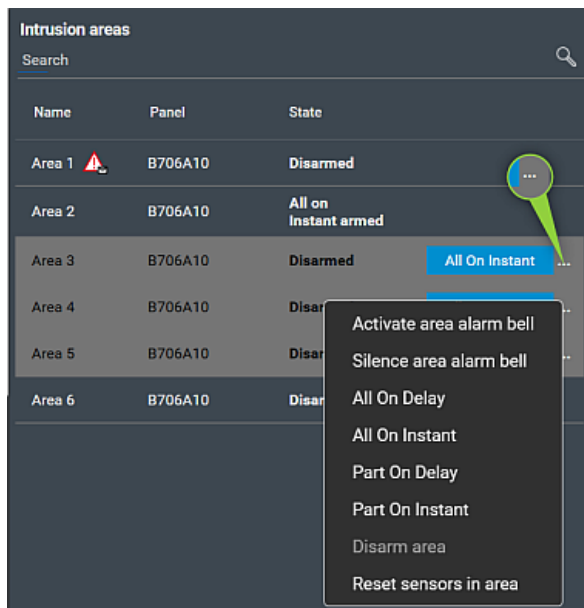 Intrusion areas
Search
Name Panel State
Area 1 B706A10 Disarmed
...
Area 2 B706A10 All on
Instant armed
Area 3 B706A10 Disarmed All On Instant ...
Area 4 B706A10 Disar
Area 5 B706A10 Disar
Area 6 B706A10 Disar
Activate area alarm bell
Silence area alarm bell
All On Delay
All On Instant
Part On Delay
Part On Instant
Disarm area
Reset sensors in area